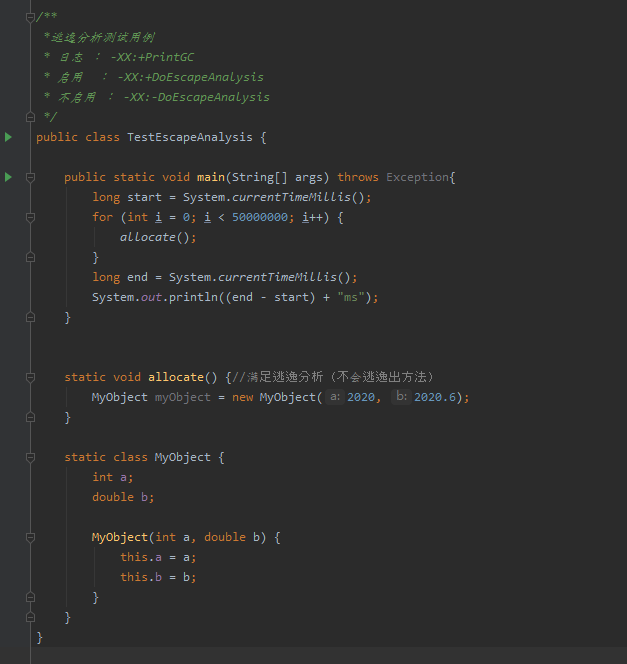 /**
 *逃逸分析测试用例
 * 日志 : -XX:+PrintGC
 * 启用 : -XX:+DoEscapeAnalysis
 * 不启用 : -XX:-DoEscapeAnalysis
 */
public class TestEscapeAnalysis {
    public static void main(String[] args) throws Exception{
        long start = System.currentTimeMillis();
        for (int i = 0; i < 50000000; i++) {
            allocate();
        }
        long end = System.currentTimeMillis();
        System.out.println((end - start) + "ms");
    }
    static void allocate() {//满足逃逸分析（不会逃逸出方法）
        MyObject myObject = new MyObject( a: 2020, b: 2020.6);
    }
    static class MyObject {
        int a;
        double b;
        MyObject(int a, double b) {
            this.a = a;
            this.b = b;
        }
    }
}